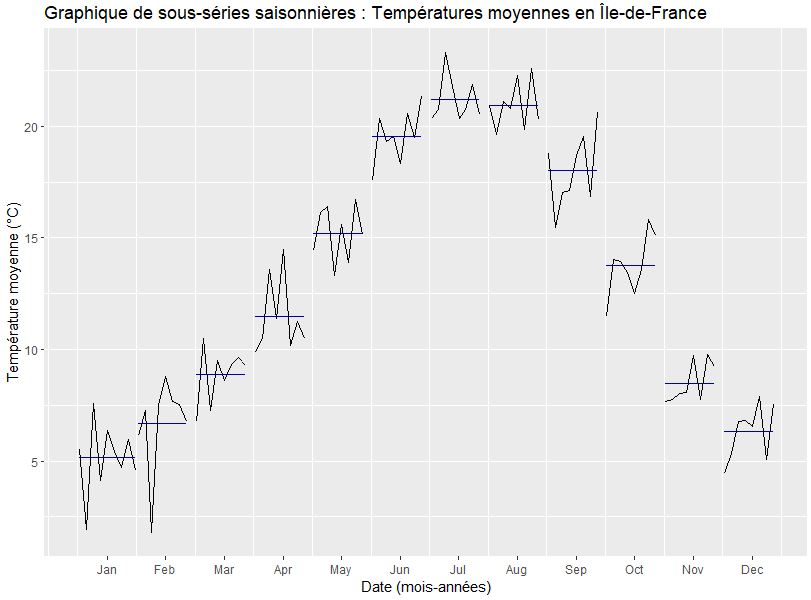 Graphique de sous-séries saisonnières : Températures moyennes en Île-de-France
Température moyenne (°C)
20
15
10
5
Jan Feb Mar Apr May Jun Jul Aug Sep Oct Nov Dec
Date (mois-années)